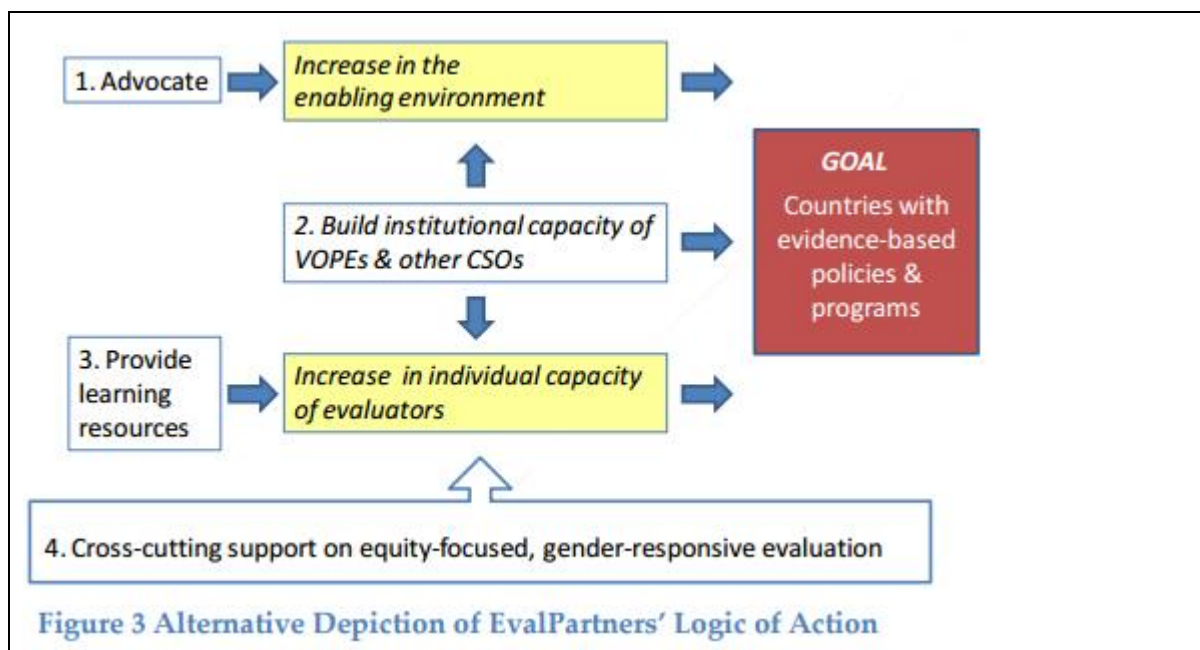 1. Advocate
Increase in the
enabling environment
2. Build institutional capacity of
VOPEs & other CSOs
3. Provide
learning
resources
Increase in individual capacity
of evaluators
GOAL
Countries with
evidence-based
policies &
programs
4. Cross-cutting support on equity-focused, gender-responsive evaluation
Figure 3 Alternative Depiction of EvalPartners' Logic of Action